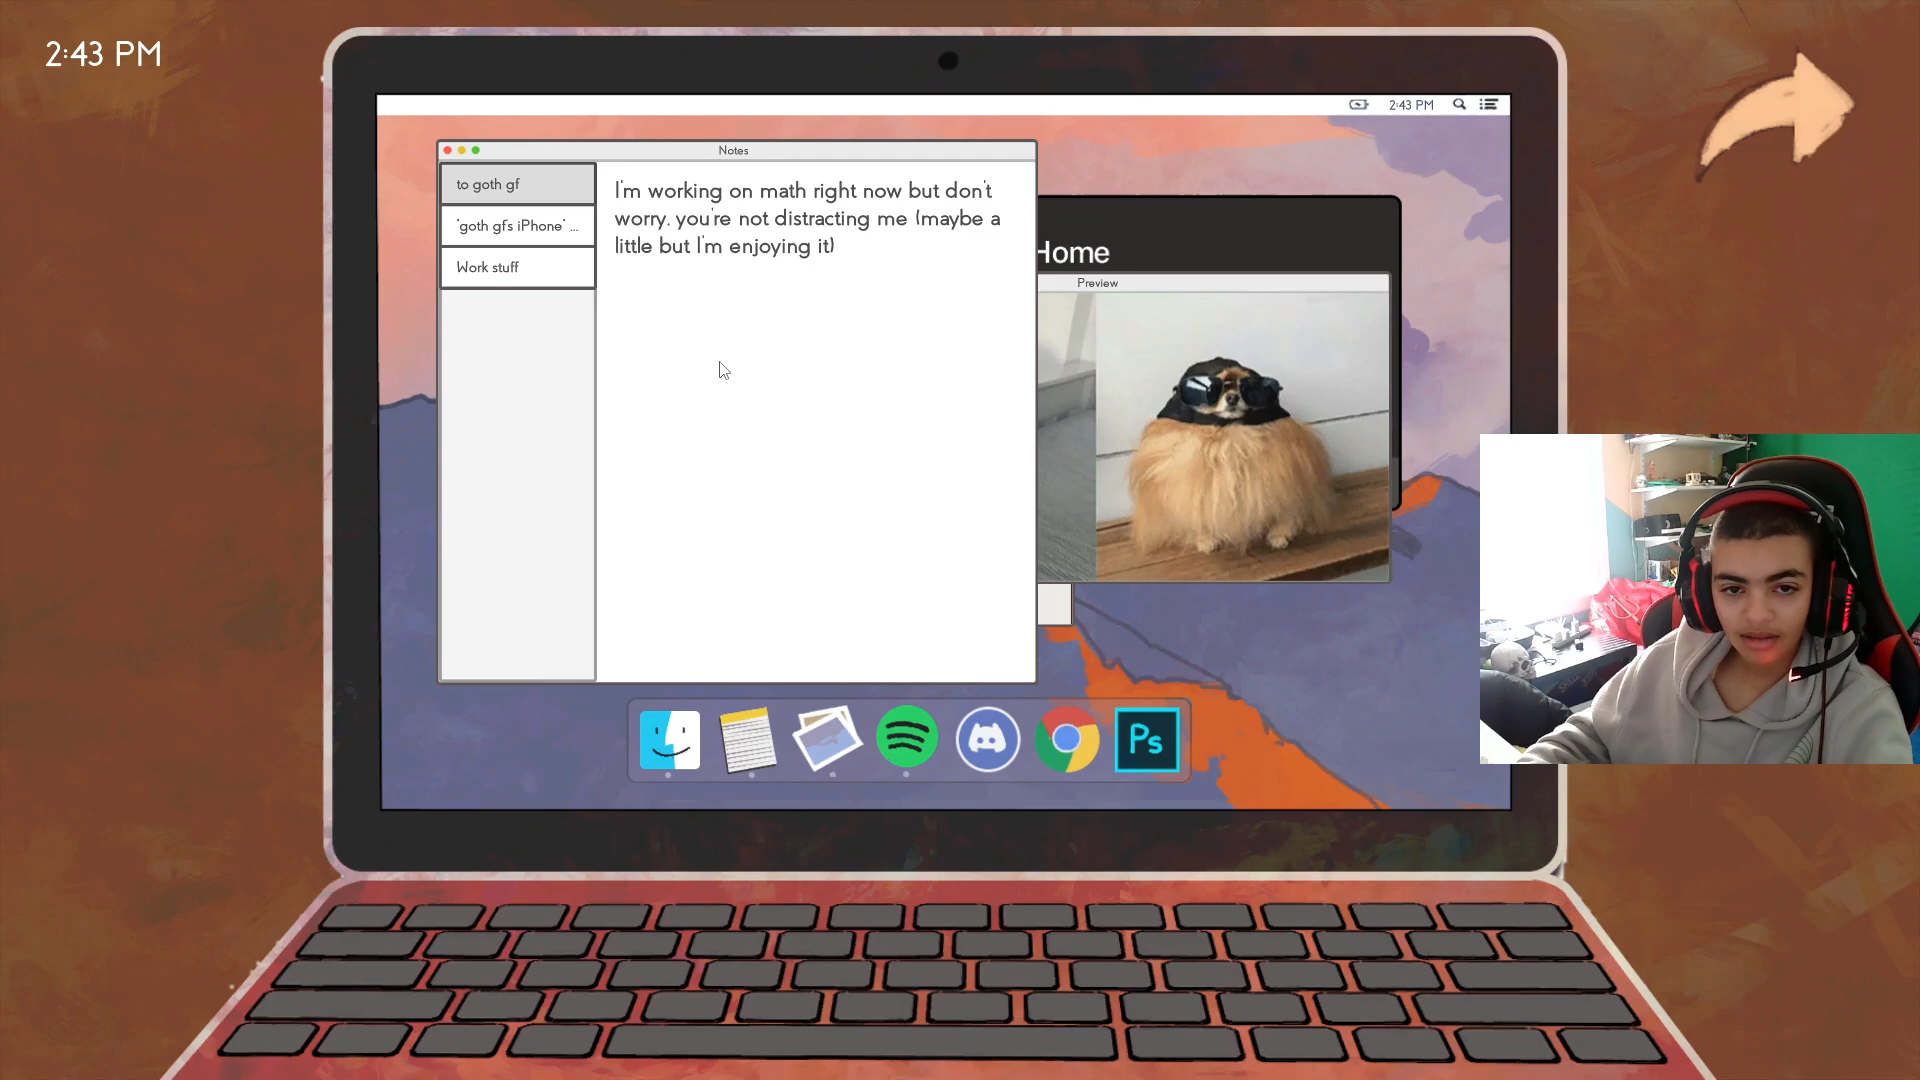 2:43 PM
2:43 PM
Notes
to goth gf
"goth gfs iPhone" ...
Work stuff
I'm working on math right now but don't
worry. you're not distracting me (maybe a
little but I'm enjoying it)
Home
Preview
Ps